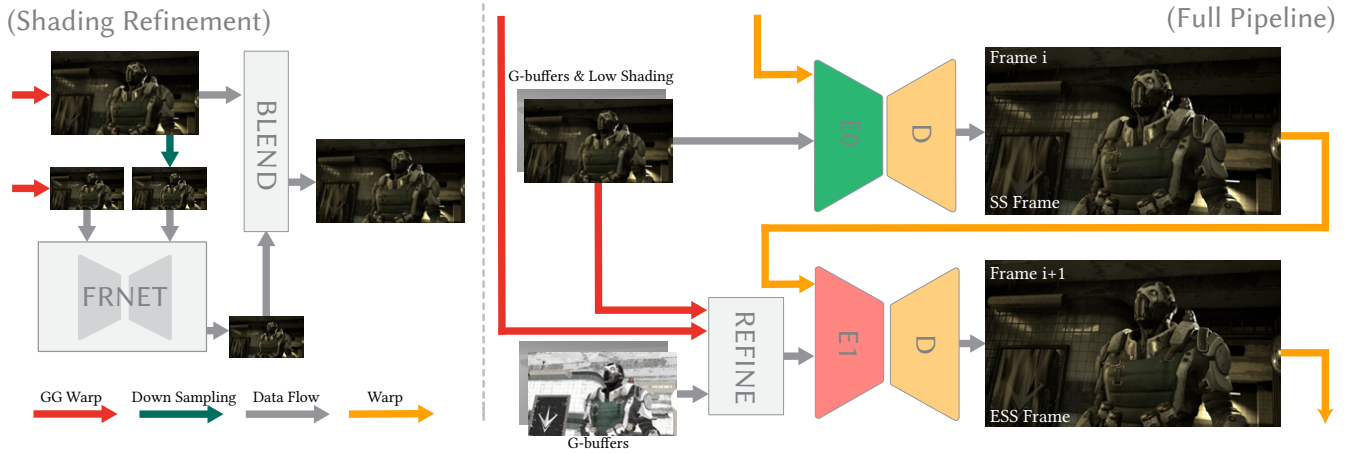 (Shading Refinement)
BLEND
FRNET
GG Warp
Down Sampling
Data Flow
Warp
(Full Pipeline)
G-buffers & Low Shading
E0
D
Frame i
SS Frame
REFINE
E1
D
Frame i+1
ESS Frame
G-buffers